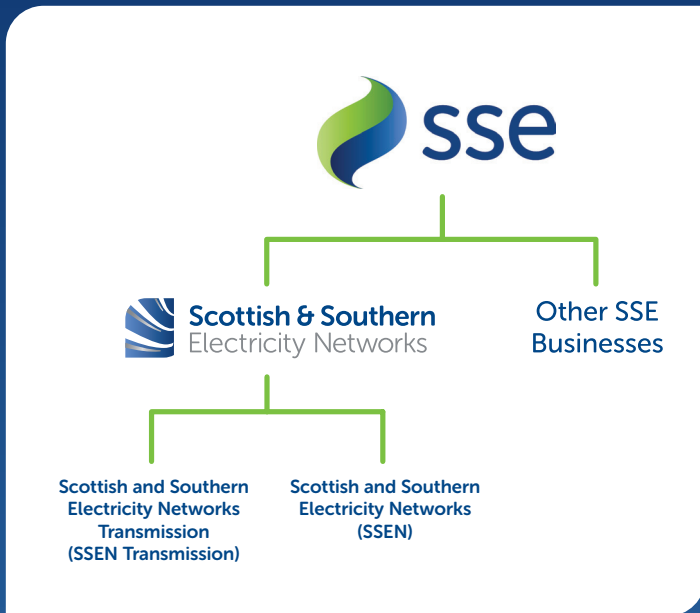 sse
Scottish & Southern
Electricity Networks
Other SSE
Businesses
Scottish and Southern
Electricity Networks
Transmission
(SSEN Transmission)
Scottish and Southern
Electricity Networks
(SSEN)